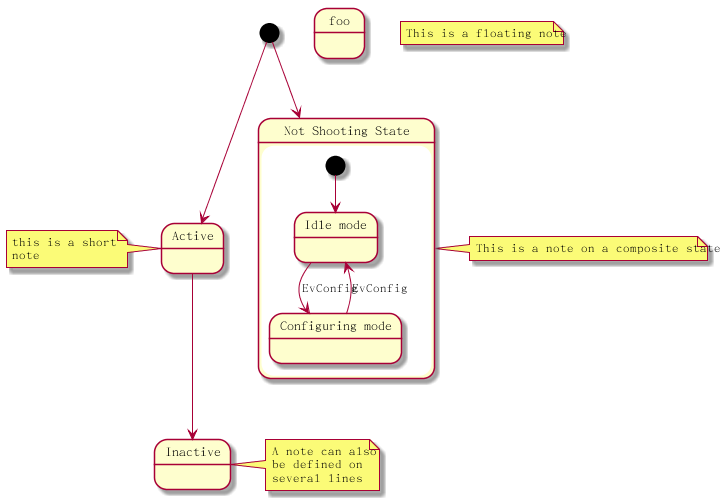 foo
This is a floating note
Not Shooting State
Idle mode
Active
this is a short
note
This is a note on a composite state
EvConfig
EvConfig
Configuring mode
Inactive
A note can also
be defined on
several lines